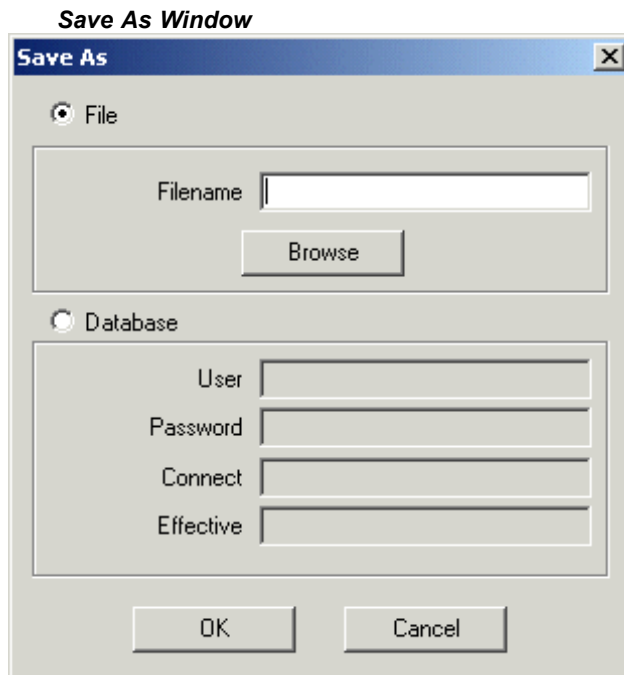 Save As Window
Save As
File
Filename
Browse
Database
User
Password
Connect
Effective
OK Cancel